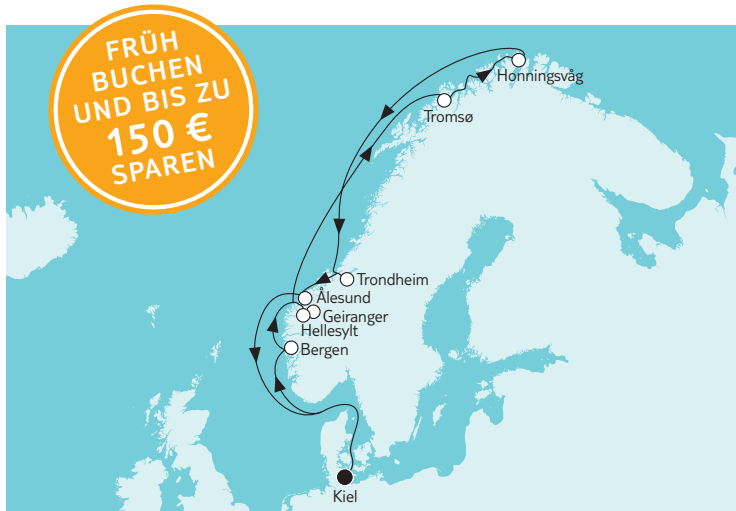 FRÜH
BUCHEN
UND BIS ZU
150 €
SPAREN
Honningsvåg
Tromsø
Trondheim
Ålesund
Geiranger
Hellesylt
Bergen
Kiel